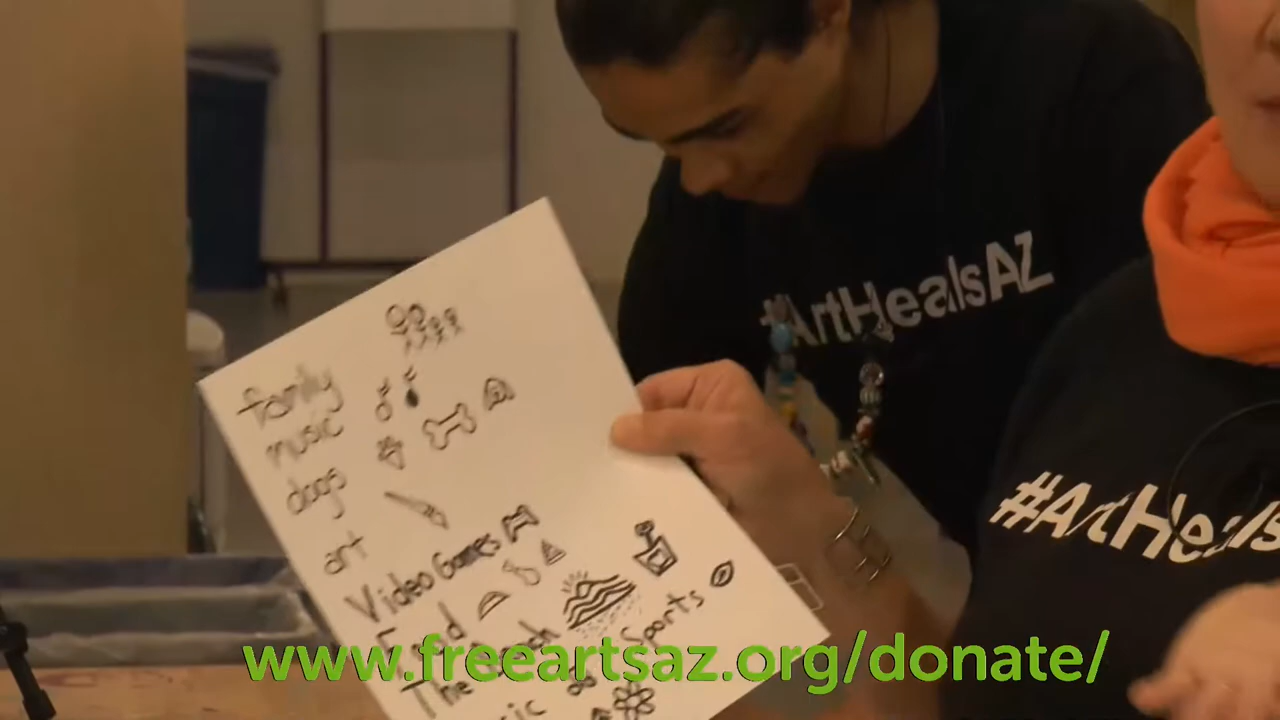 #ArtHealsAZ
#ArtHeals
family
music
dogs
art
Video Games
Food
The Beach
Sports
www.freeartsaz.org/donate/